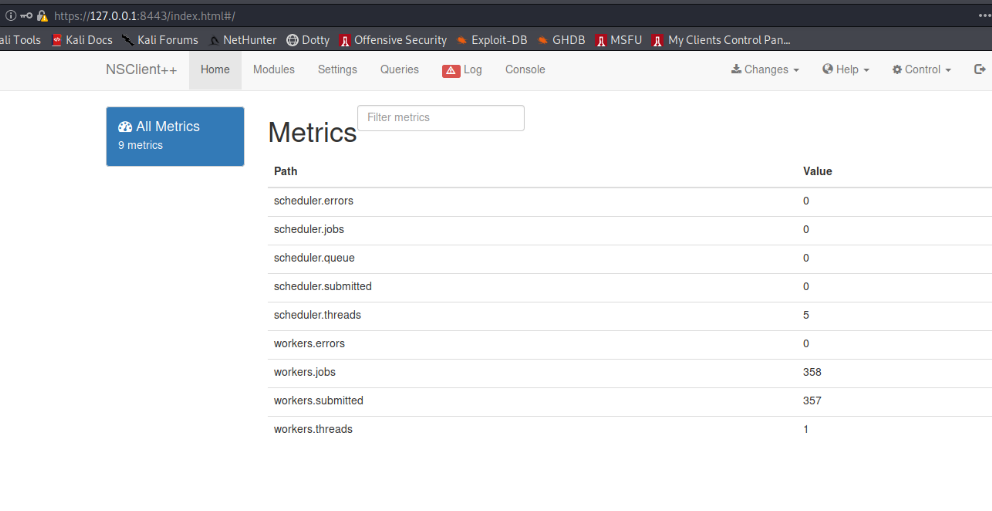 https://127.0.0.1:8443/index.html#/
ali Tools Kali Docs Kali Forums NetHunter Dotty Offensive Security Exploit-DB GHDB MSFU My Clients Control Pan...
NSClient++ Home Modules Settings Queries Log Console Changes Help Control
All Metrics
9 metrics
Metrics Filter metrics
Path Value
scheduler.errors 0
scheduler.jobs 0
scheduler.queue 0
scheduler.submitted 0
scheduler.threads 5
workers.errors 0
workers.jobs 358
workers.submitted 357
workers.threads 1